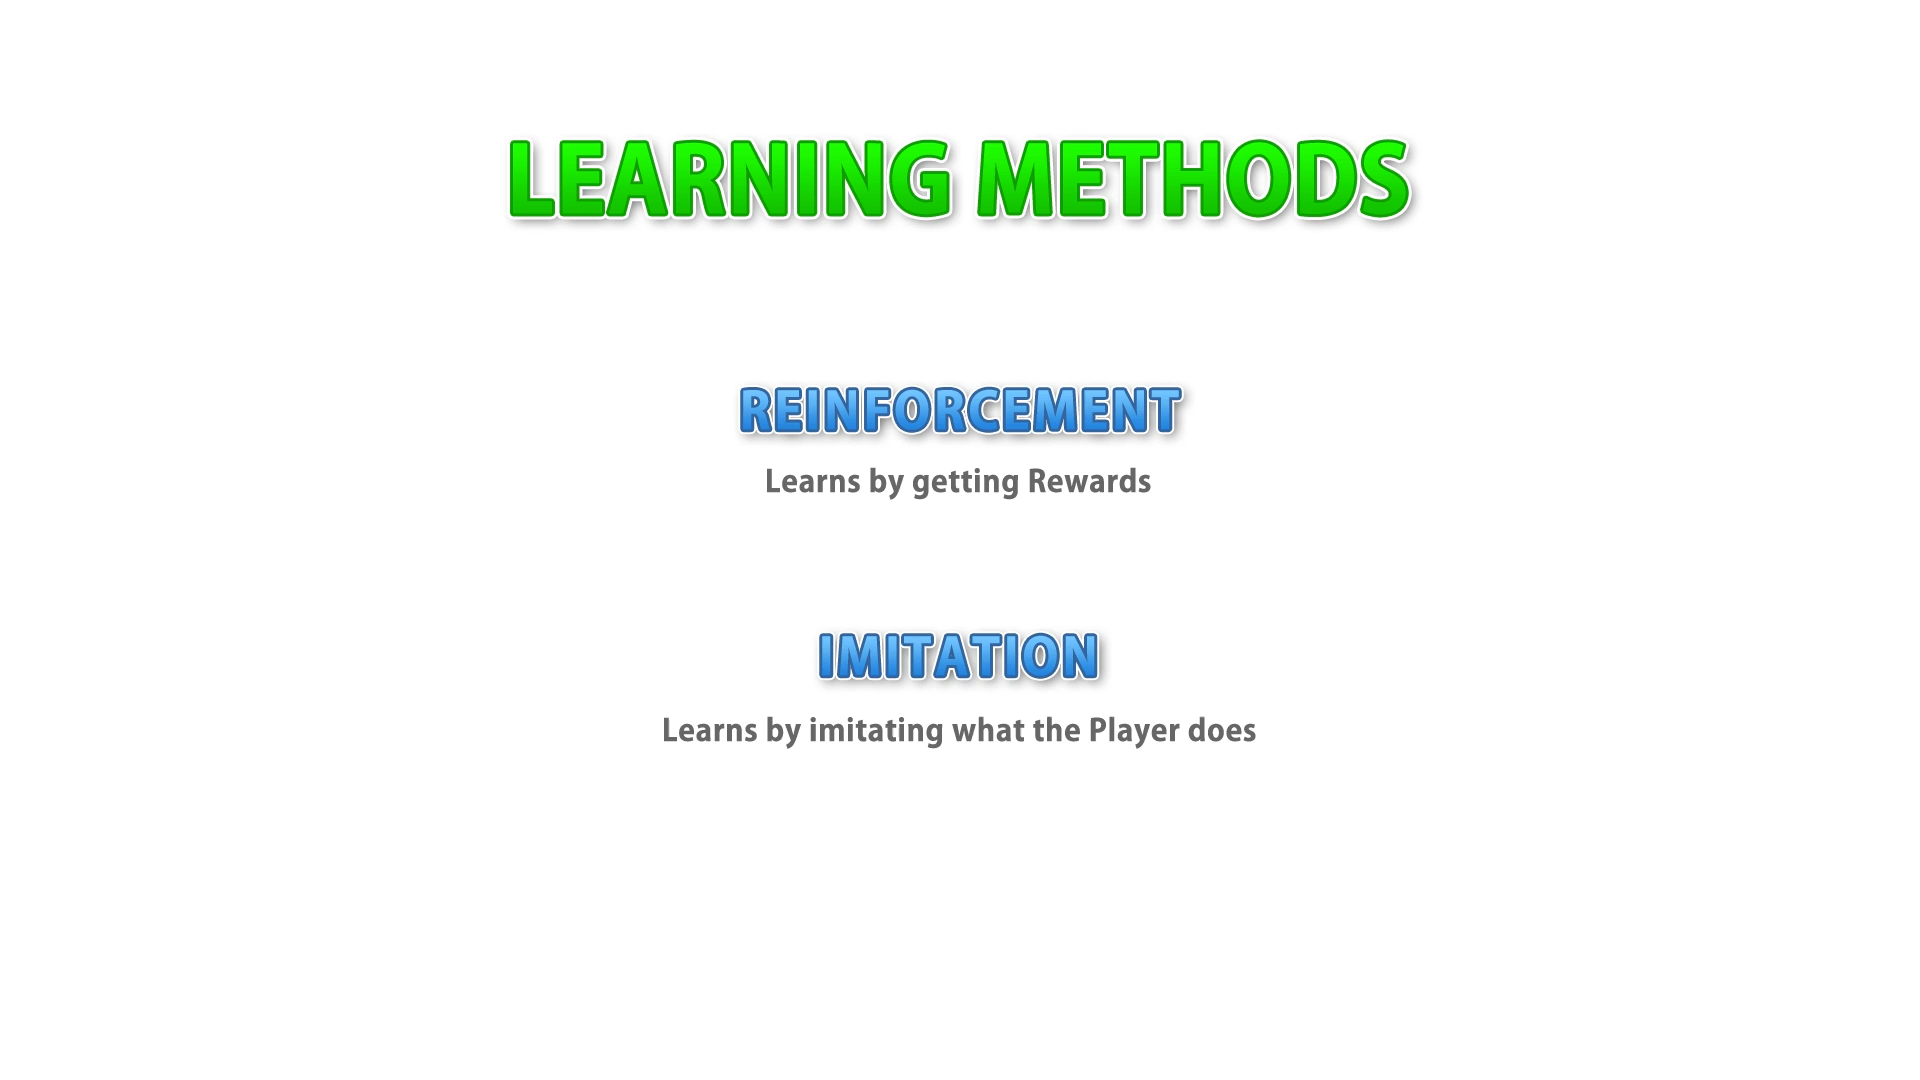 LEARNING METHODS
REINFORCEMENT
Learns by getting Rewards
IMITATION
Learns by imitating what the Player does